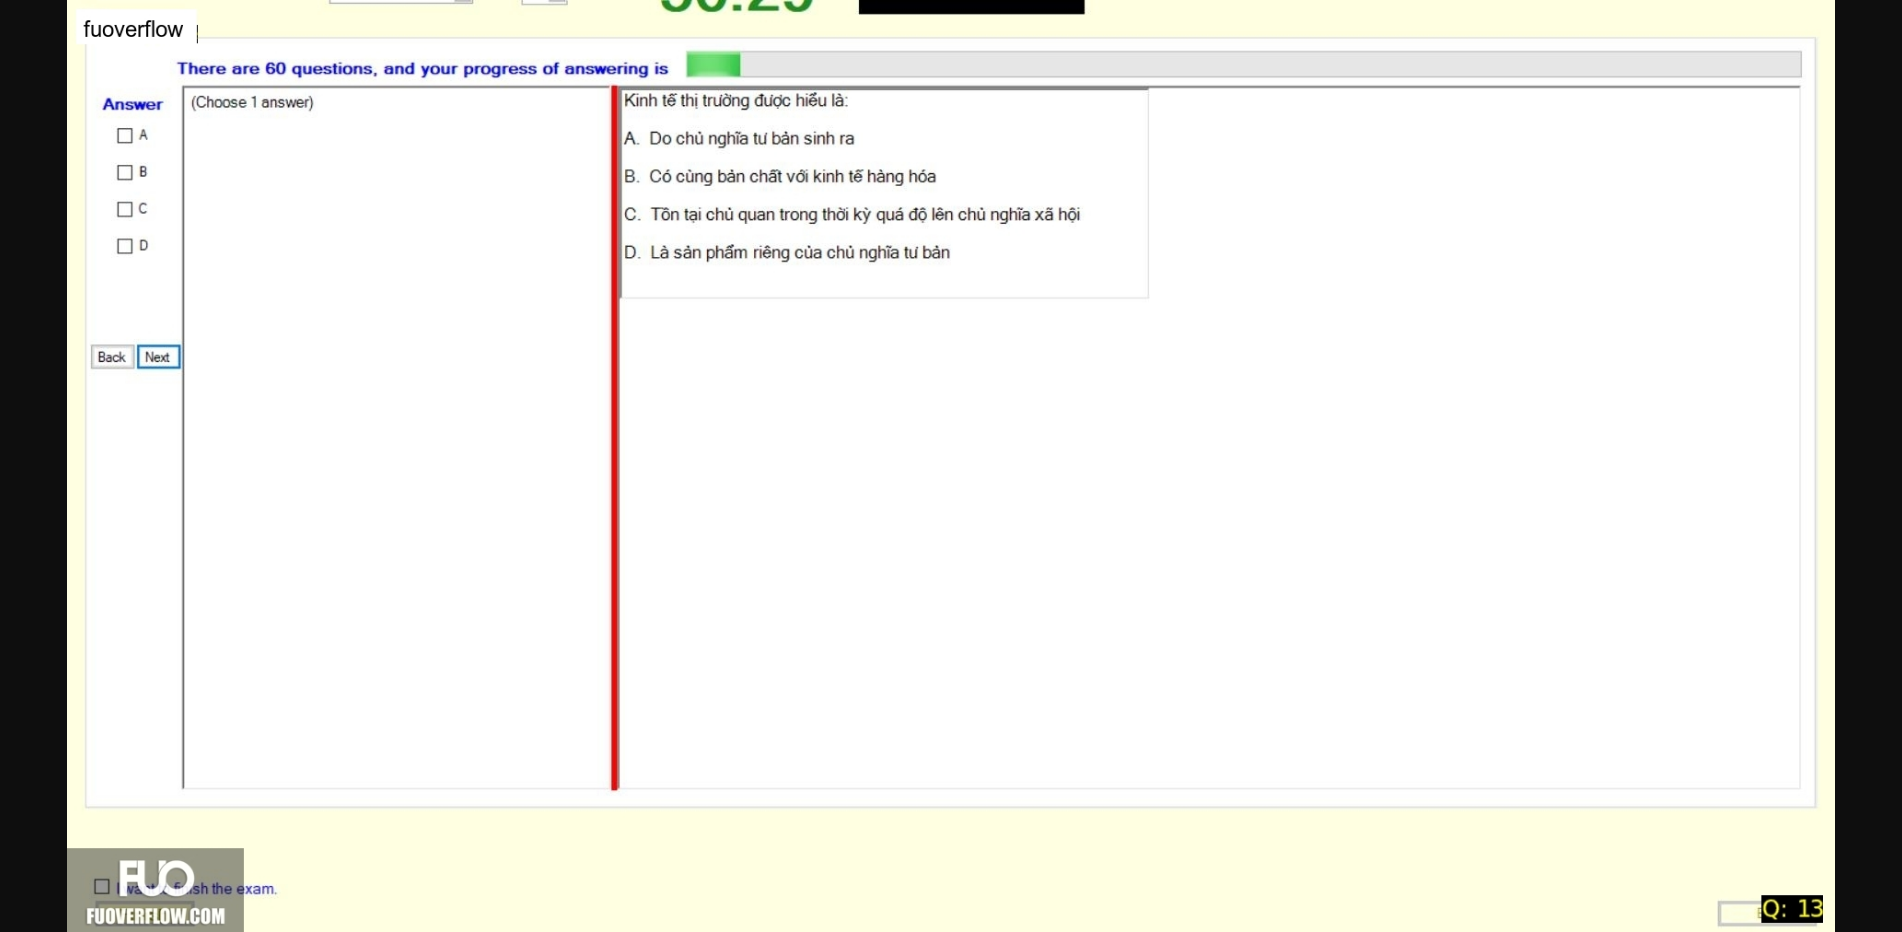 fuoverflow
There are 60 questions, and your progress of answering is
Answer
(Choose 1 answer)
A
B
C
D
Back Next
Kinh tế thị trường được hiểu là:
A. Do chủ nghĩa tư bản sinh ra
B. Có cùng bản chất với kinh tế hàng hóa
C. Tồn tại chủ quan trong thời kỳ quá độ lên chủ nghĩa xã hội
D. Là sản phẩm riêng của chủ nghĩa tư bản
FUO
sh the exam.
FUOVERFLOW.COM
Q: 13